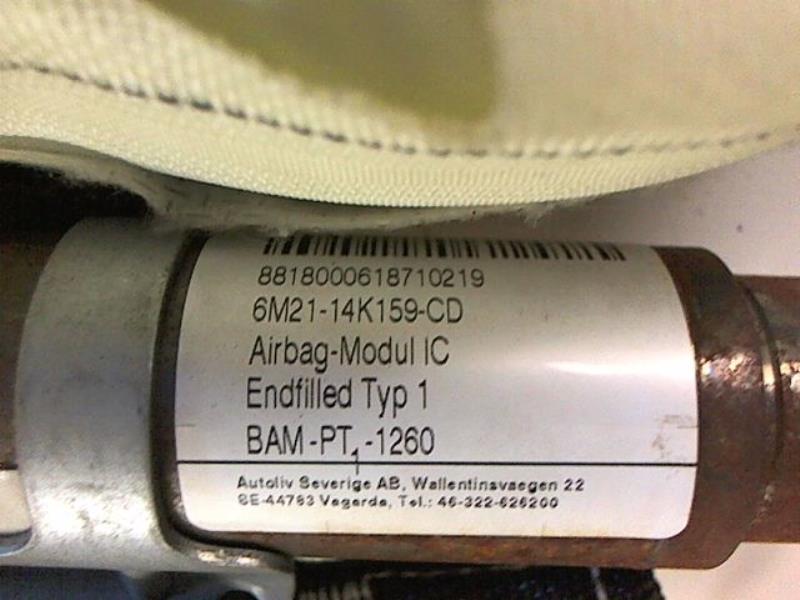 8818000618710219
6M21-14K159-CD
Airbag-Modul IC
Endfilled Typ 1
BAM-PT₁-1260
Autoliv Severige AB, Wallentinsvaegen 22
SE-44783 Vagarda, Tel.: 46-322-626200